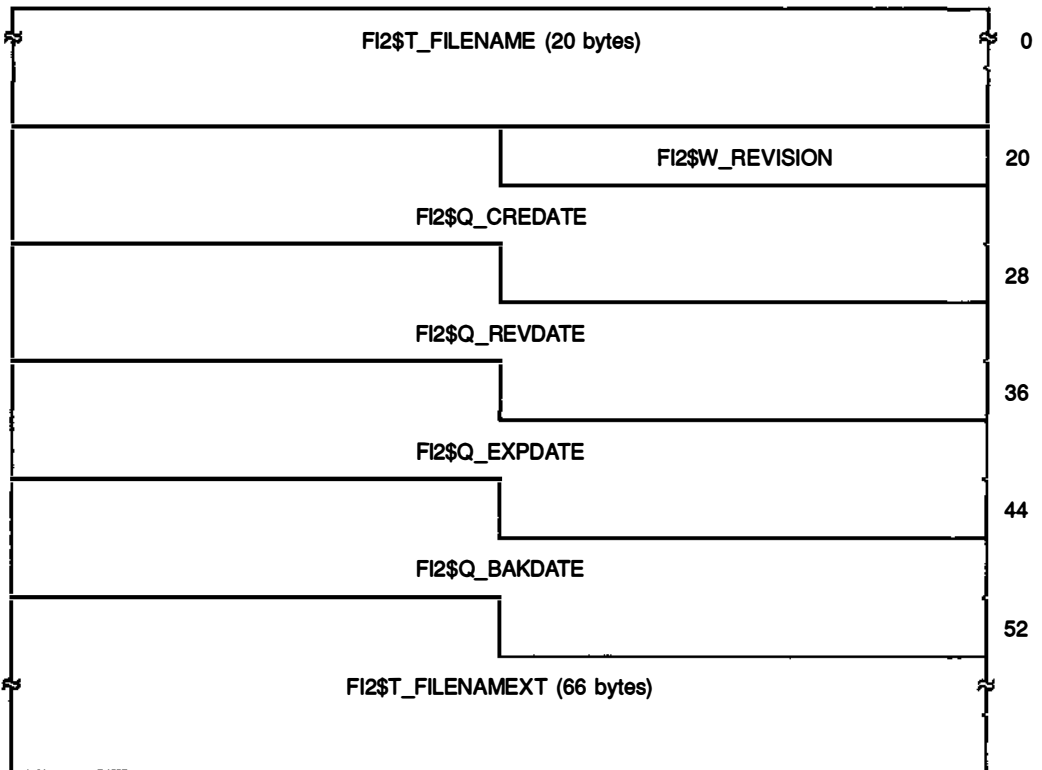 FI2$T_FILENAME (20 bytes) 0
FI2$W_REVISION 20
FI2$Q_CREDATE
28
FI2$Q_REVDATE
36
FI2$Q_EXPDATE
44
FI2$Q_BAKDATE
52
FI2$T_FILENAMEXT (66 bytes)